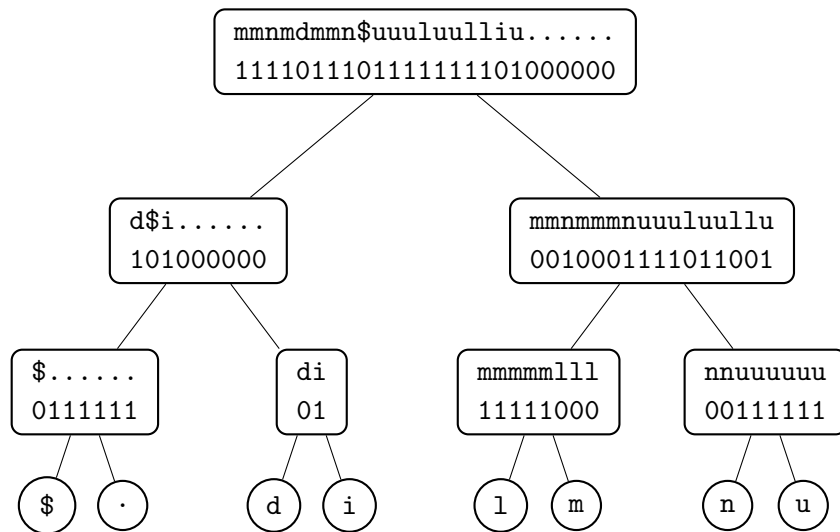 mmnmdmmn$uuuluulliu......
1111011101111111101000000
d$i......
101000000
mmnmmmnuuuluullu
0010001111011001
$......
0111111
di
01
mmmmmlll
11111000
nnuuuuuu
00111111
$
·
d
i
l
m
n
u